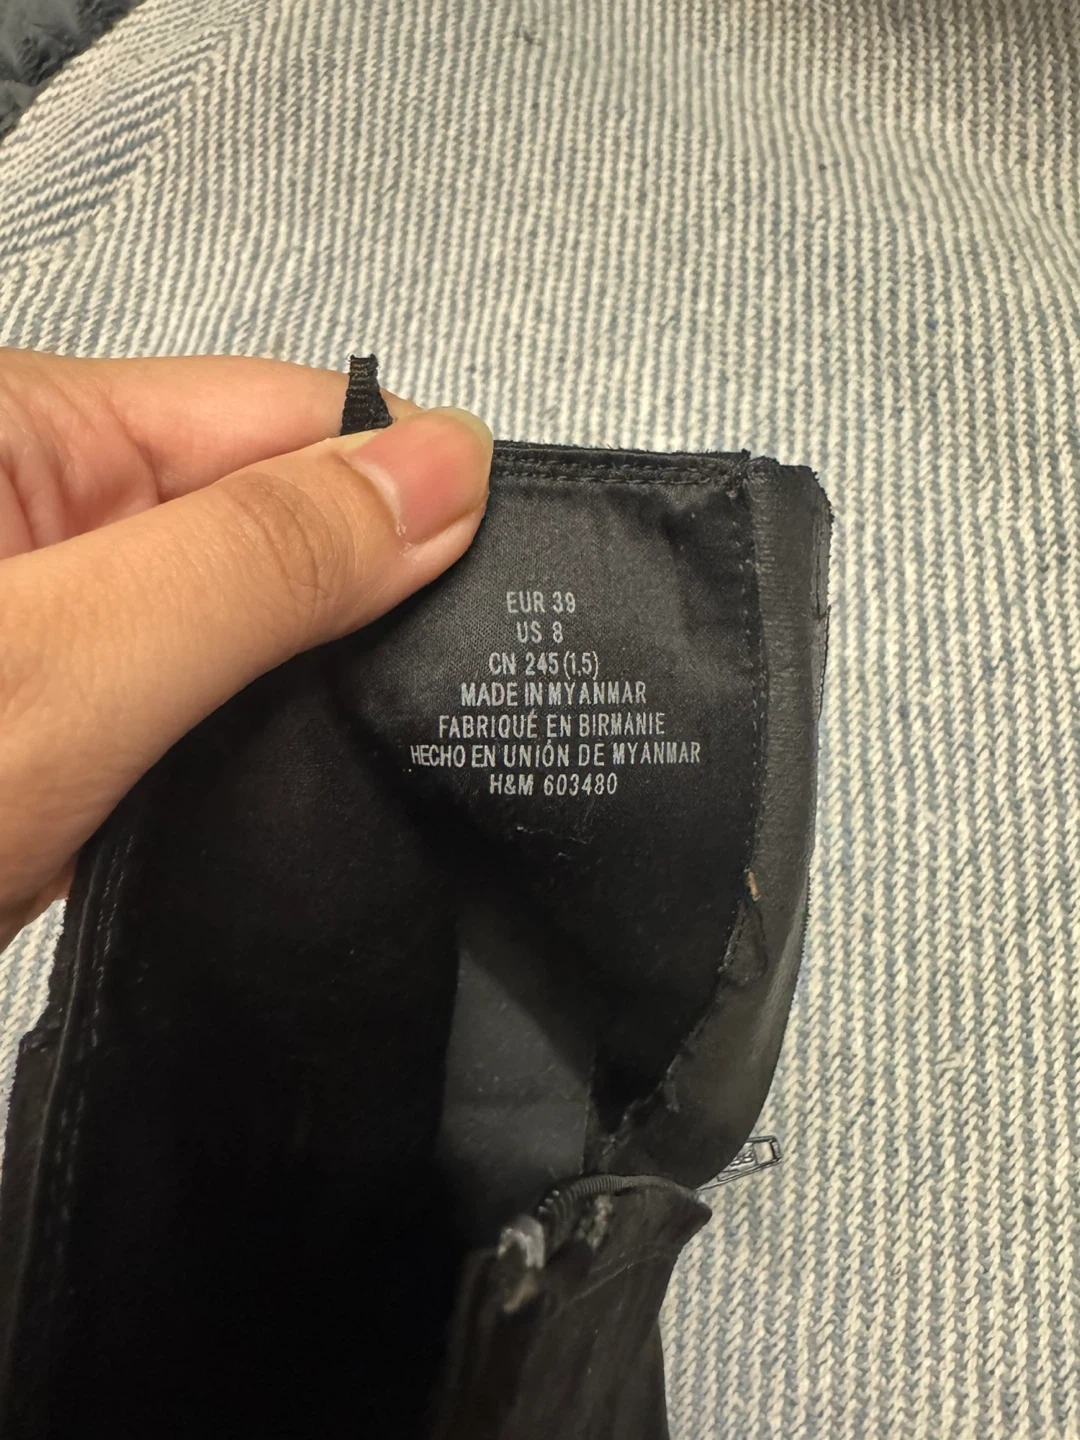 EUR 39
US 8
CN 245 (1,5)
MADE IN MYANMAR
FABRIQUÉ EN BIRMANIE
HECHO EN UNIÓN DE MYANMAR
H&M 603480